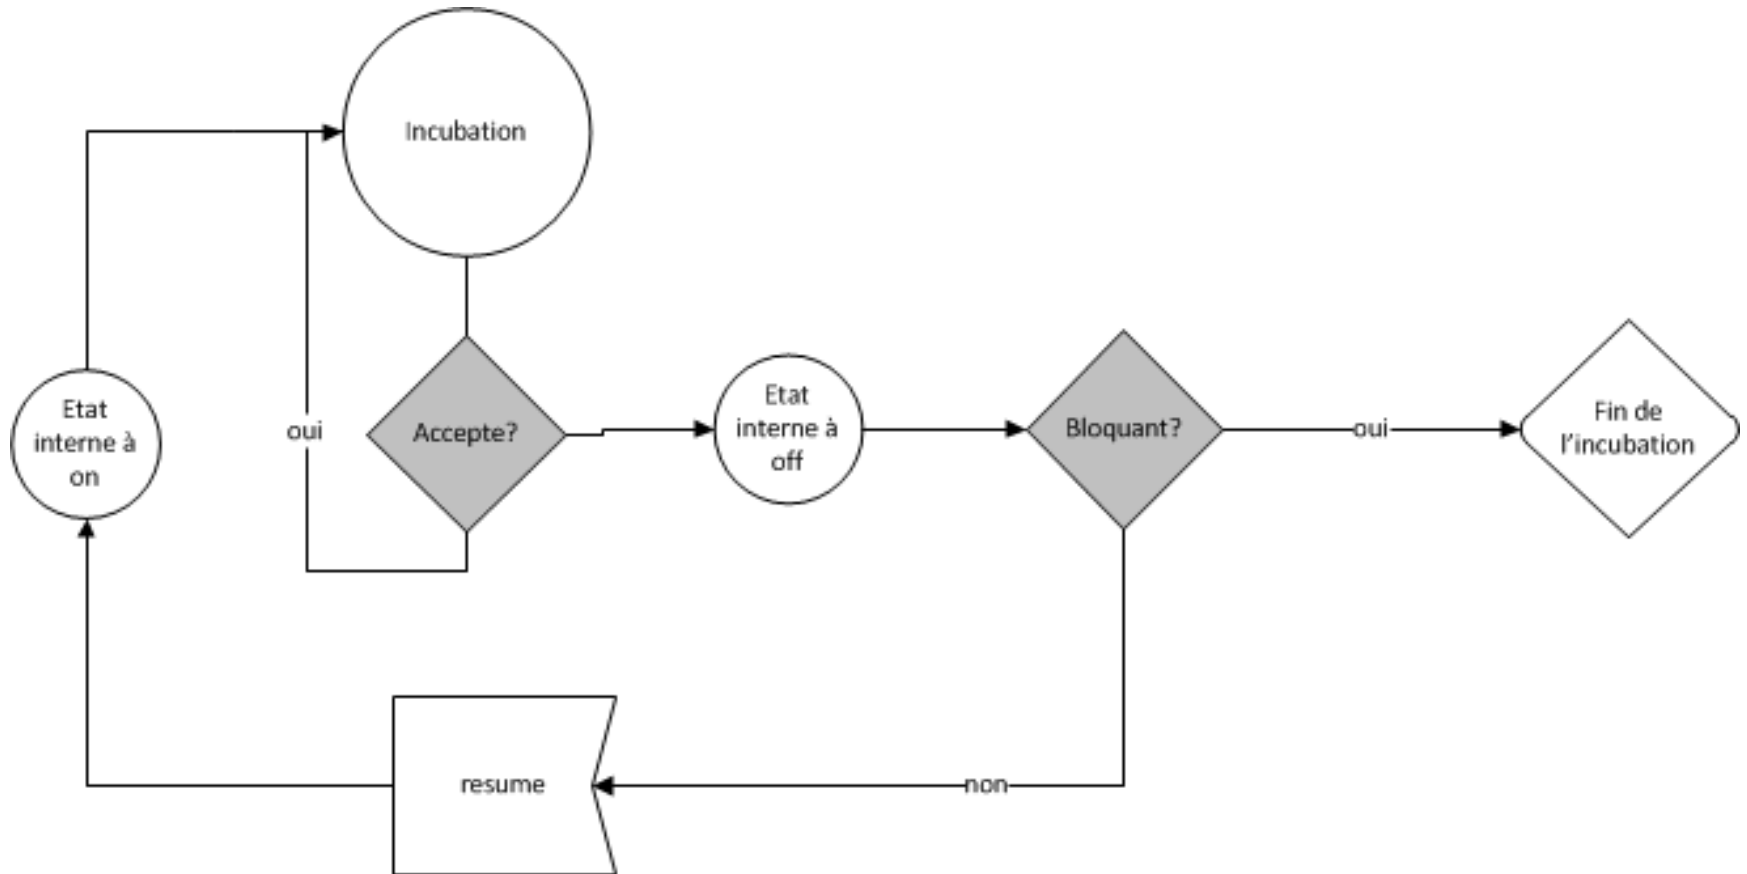 Incubation
Etat
interne à
on
oui
Accepte?
Etat
interne à
off
Bloquant?
oui
Fin de
l'incubation
resume
non